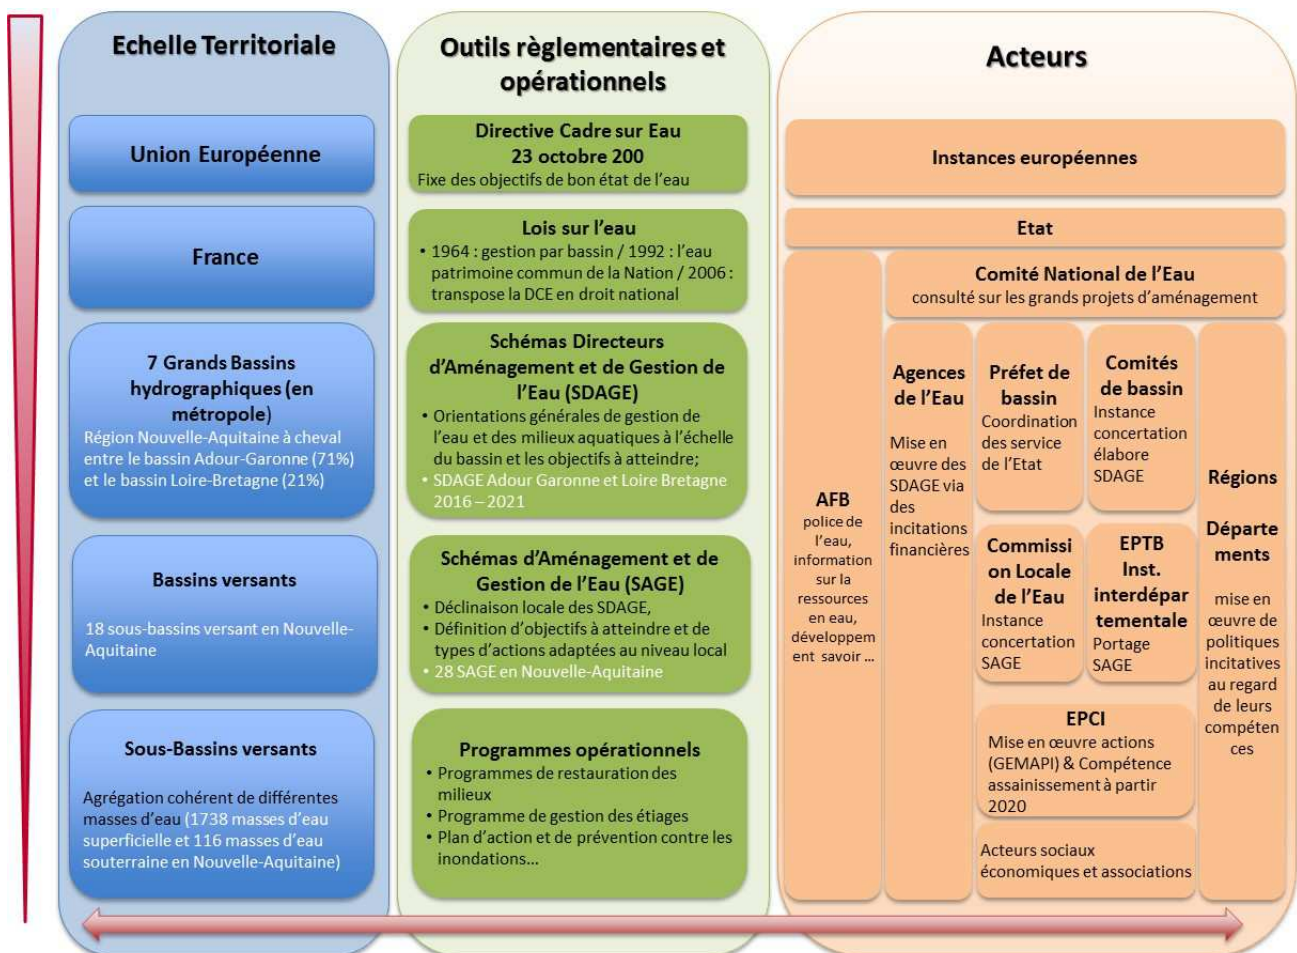 Echelle Territoriale
Union Européenne
France
7 Grands Bassins
hydrographiques (en
métropole)
Région Nouvelle-Aquitaine à cheval
entre le bassin Adour-Garonne (71%)
et le bassin Loire-Bretagne (21%)
Bassins versants
18 sous-bassins versant en Nouvelle-
Aquitaine
Sous-Bassins versants
Agrégation cohérent de différentes
masses d'eau (1738 masses d'eau
superficielle et 116 masses d'eau
souterraine en Nouvelle-Aquitaine)
Outils règlementaires et
opérationnels
Directive Cadre sur Eau
23 octobre 200
Fixe des objectifs de bon état de l'eau
Lois sur l'eau
• 1964 : gestion par bassin / 1992 : l'eau
patrimoine commun de la Nation / 2006 :
transpose la DCE en droit national
Schémas Directeurs
d'Aménagement et de Gestion de
l'Eau (SDAGE)
• Orientations générales de gestion de
l'eau et des milieux aquatiques à l'échelle
du bassin et les objectifs à atteindre;
• SDAGE Adour Garonne et Loire Bretagne
2016 – 2021
Schémas d'Aménagement et de
Gestion de l'Eau (SAGE)
• Déclinaison locale des SDAGE,
• Définition d'objectifs à atteindre et de
types d'actions adaptées au niveau local
• 28 SAGE en Nouvelle-Aquitaine
Programmes opérationnels
• Programmes de restauration des
milieux
• Programme de gestion des étiages
• Plan d'action et de prévention contre les
inondations…
Acteurs
Instances européennes
Etat
AFB
police de
l'eau,
information
sur la
ressources
en eau,
développem
ent savoir …
Comité National de l'Eau
consulté sur les grands projets d'aménagement
Agences
de l'Eau
Mise en
œuvre des
SDAGE via
des
incitations
financières
Préfet de
bassin
Coordination
des service
de l'Etat
Comités
de bassin
Instance
concertation
élabore
SDAGE
Commissi
on Locale
de l'Eau
Instance
concertation
SAGE
EPTB
Inst.
interdépar
tementale
Portage
SAGE
EPCI
Mise en œuvre actions
(GEMAPI) & Compétence
assainissement à partir
2020
Acteurs sociaux
économiques et associations
Régions
Départe
ments
mise en
œuvre de
politiques
incitatives
au regard
de leurs
compéten
ces